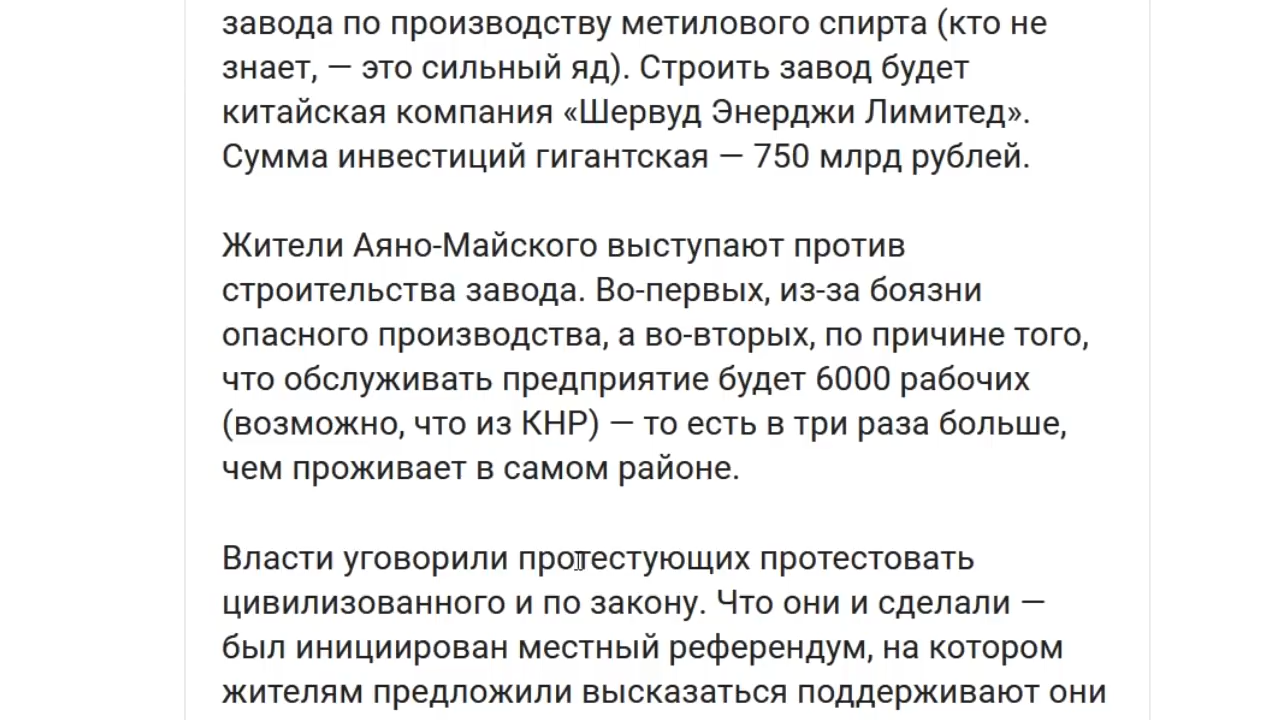 завода по производству метилового спирта (кто не
знает, — это сильный яд). Строить завод будет
китайская компания «Шервуд Энерджи Лимитед».
Сумма инвестиций гигантская — 750 млрд рублей.
Жители Аяно-Майского выступают против
строительства завода. Во-первых, из-за боязни
опасного производства, а во-вторых, по причине того,
что обслуживать предприятие будет 6000 рабочих
(возможно, что из КНР) — то есть в три раза больше,
чем проживает в самом районе.
Власти уговорили протестующих протестовать
цивилизованного и по закону. Что они и сделали —
был инициирован местный референдум, на котором
жителям предложили высказаться поддерживают они